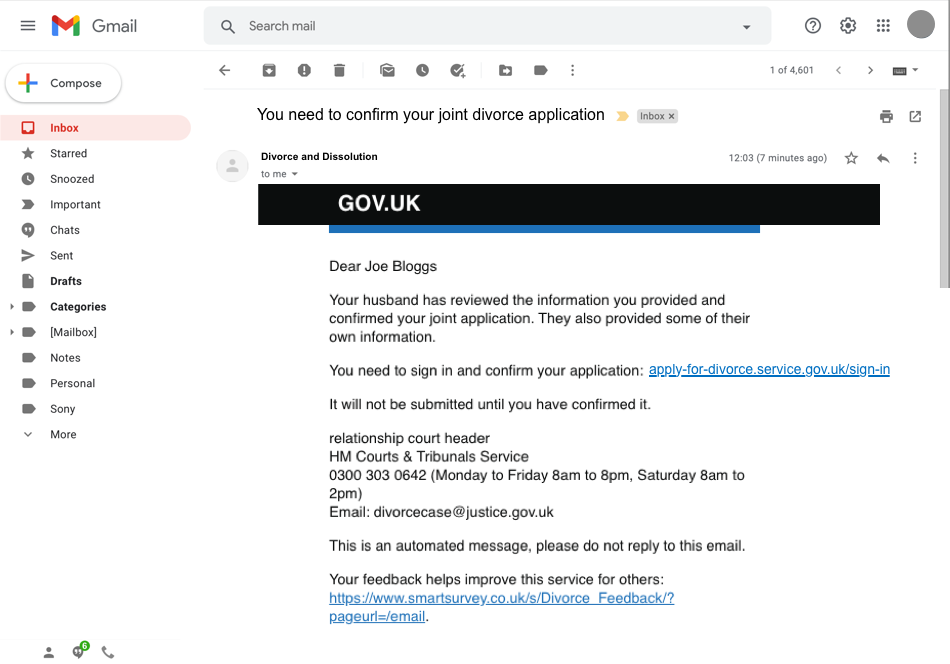 Gmail
Search mail
Compose
1 of 4,601
Inbox
Starred
Snoozed
Important
Chats
Sent
Drafts
Categories
[Mailbox]
Notes
Personal
Sony
More
6
You need to confirm your joint divorce application Inbox ×
Divorce and Dissolution 12:03 (7 minutes ago)
to me
GOV.UK
Dear Joe Bloggs
Your husband has reviewed the information you provided and
confirmed your joint application. They also provided some of their
own information.
You need to sign in and confirm your application: apply-for-divorce.service.gov.uk/sign-in
It will not be submitted until you have confirmed it.
relationship court header
HM Courts & Tribunals Service
0300 303 0642 (Monday to Friday 8am to 8pm, Saturday 8am to
2pm)
Email: divorcecase@justice.gov.uk
This is an automated message, please do not reply to this email.
Your feedback helps improve this service for others:
https://www.smartsurvey.co.uk/s/Divorce_Feedback/?
pageurl=/email.